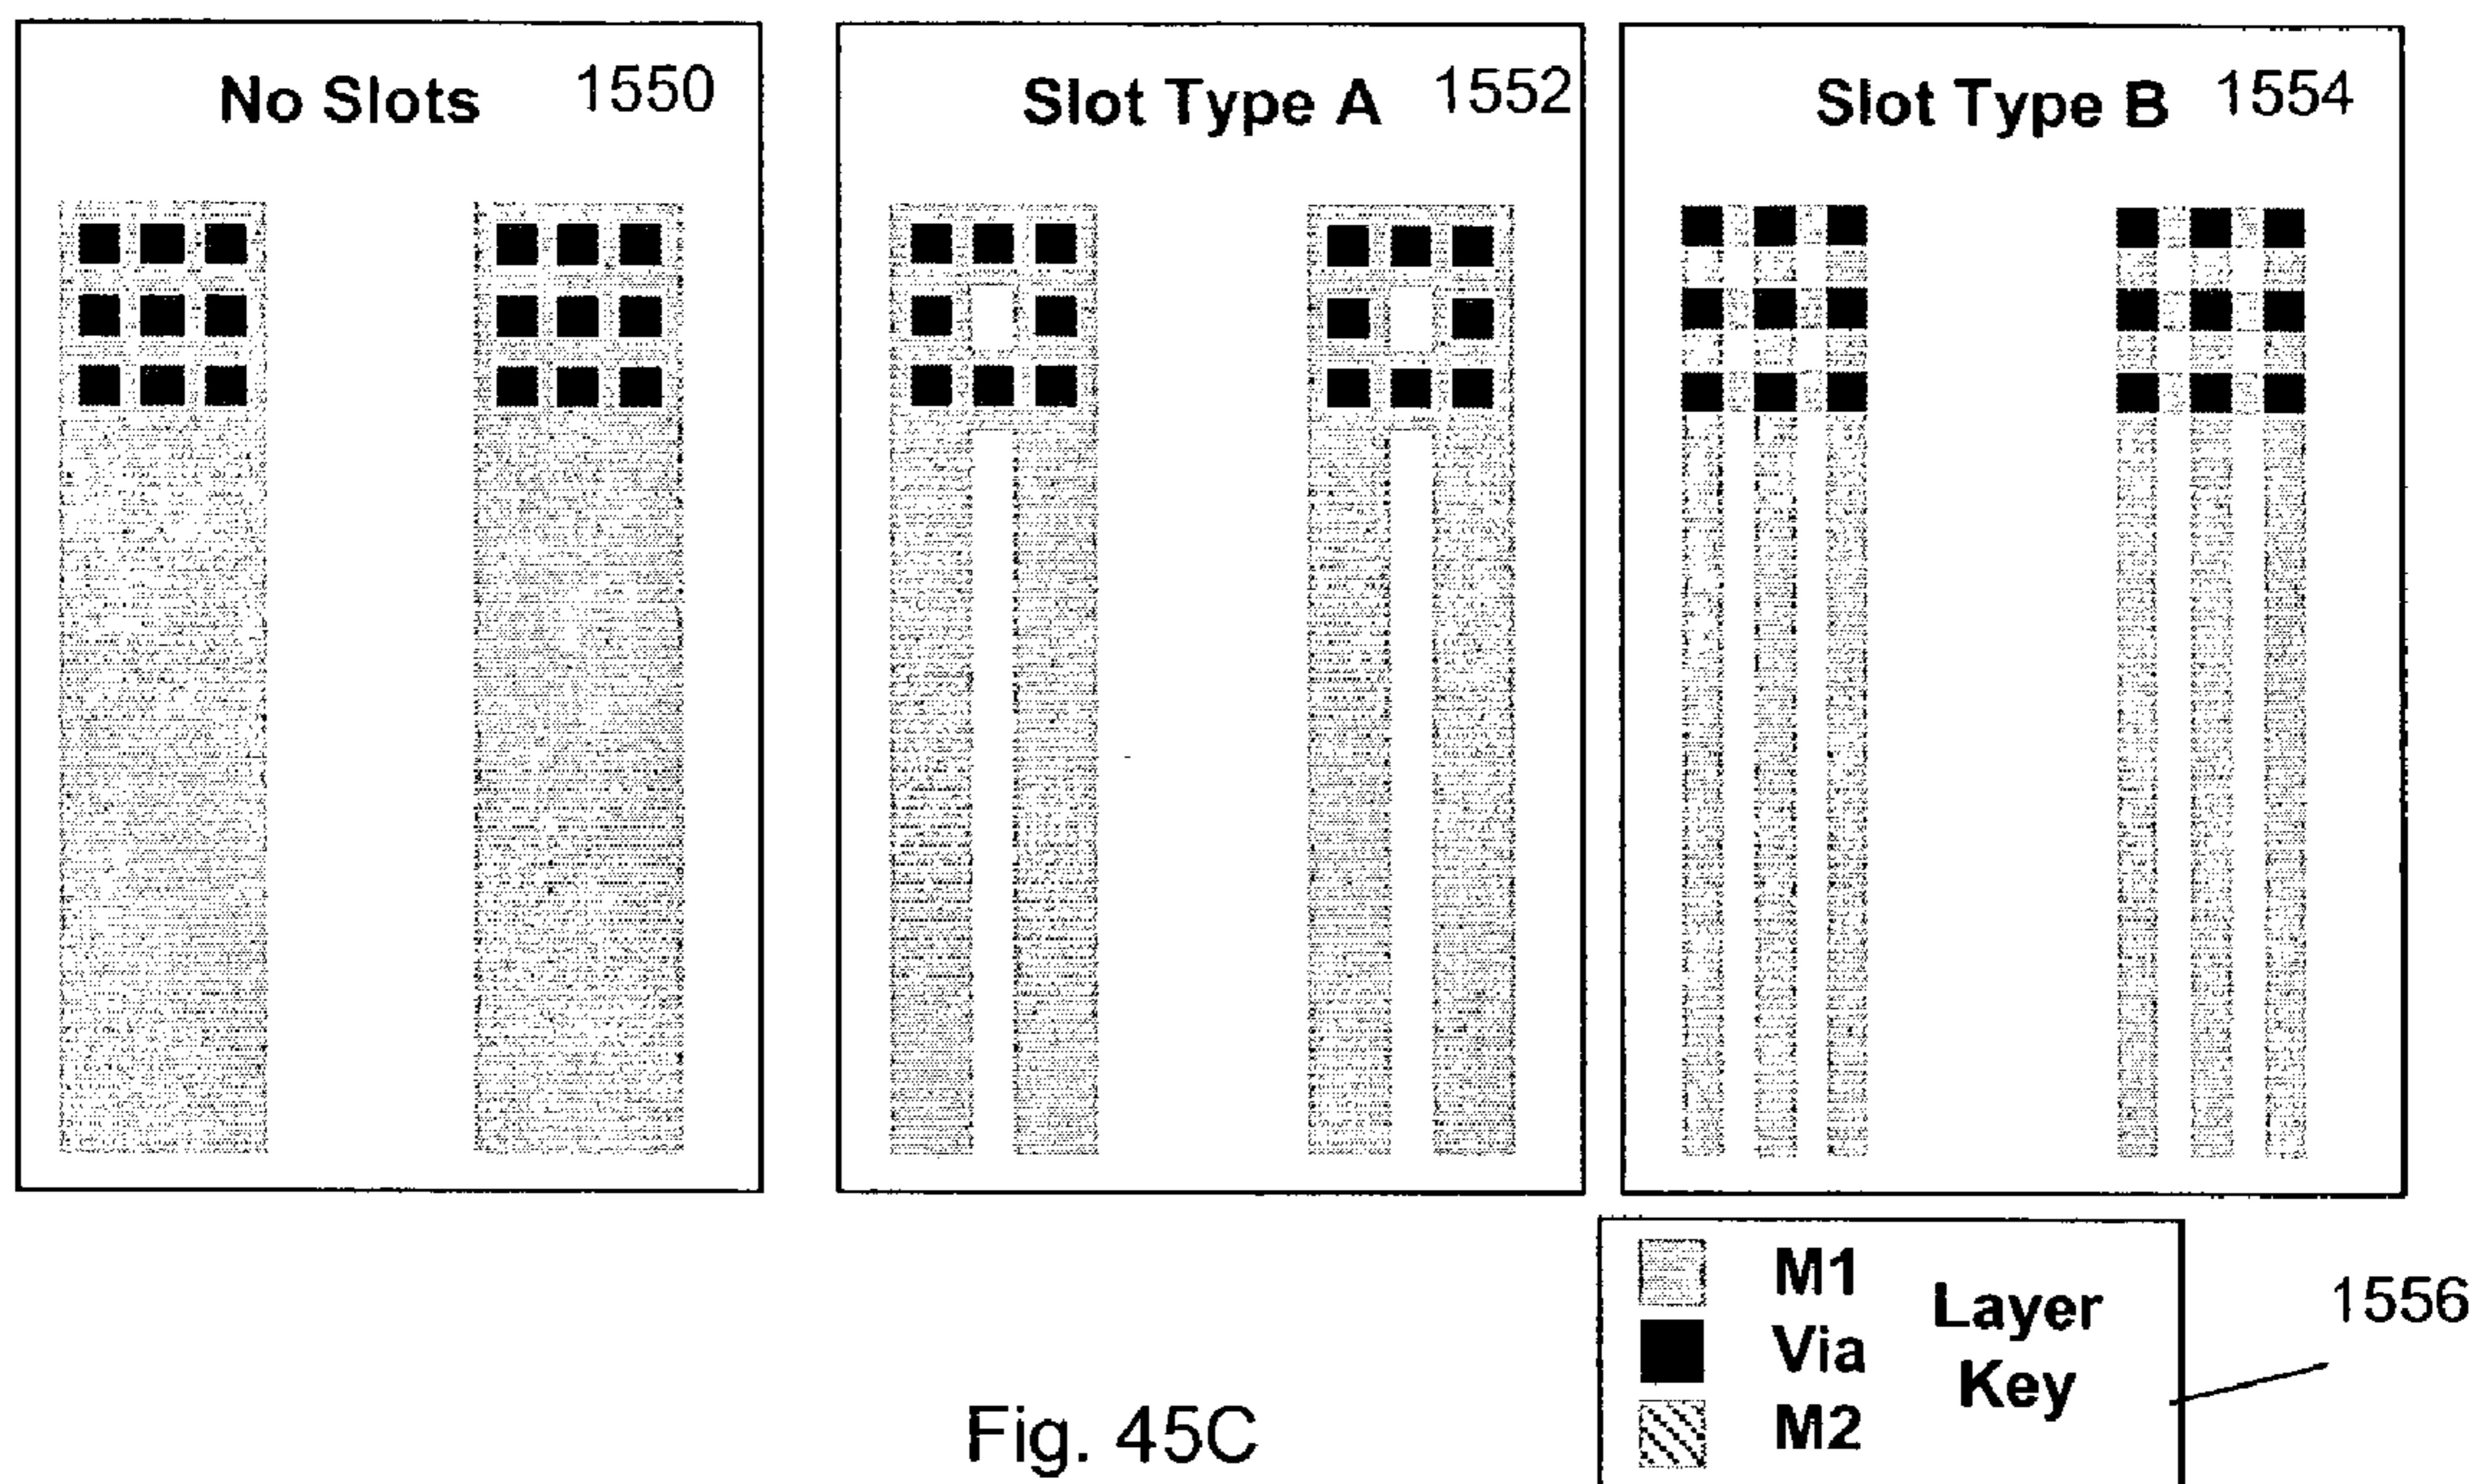 No Slots 1550
Slot Type A 1552
Slot Type B 1554
M1
Via
M2
Layer
Key
1556
Fig. 45C